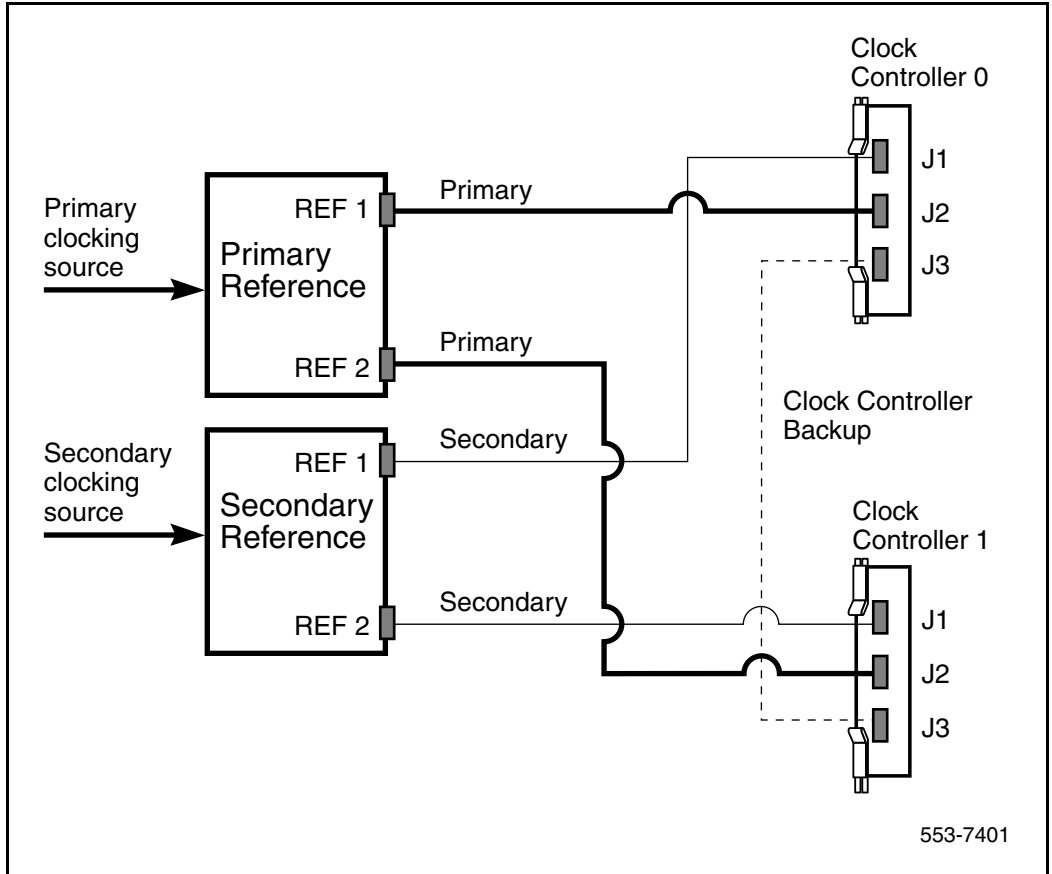 Clock
Controller 0
J1
J2
J3
Primary
clocking
source
REF 1
Primary
Reference
REF 2
Primary
Primary
Clock Controller
Backup
Secondary
clocking
source
REF 1
Secondary
Reference
REF 2
Secondary
Secondary
Clock
Controller 1
J1
J2
J3
553-7401